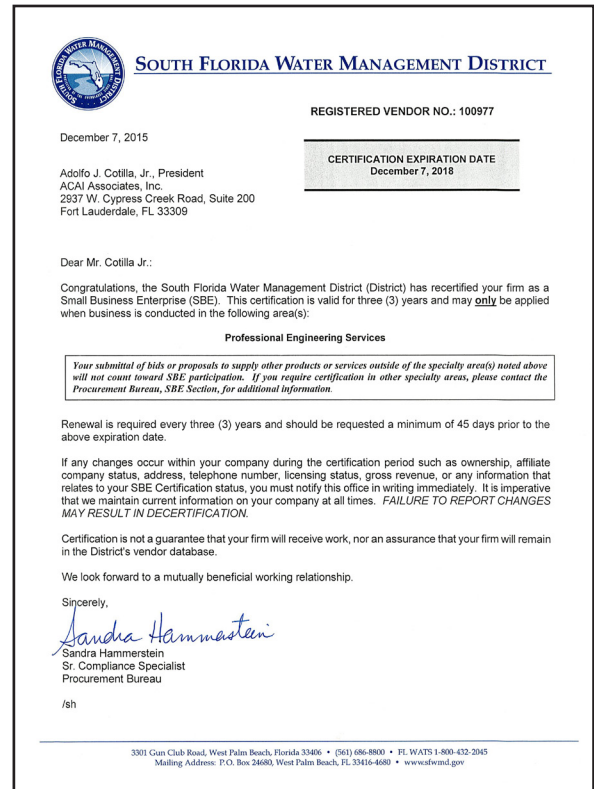 SOUTH FLORIDA WATER MANAGEMENT DISTRICT
REGISTERED VENDOR NO.: 100977
December 7, 2015
CERTIFICATION EXPIRATION DATE
December 7, 2018
Adolfo J. Cotilla, Jr., President
ACAI Associates, Inc.
2937 W. Cypress Creek Road, Suite 200
Fort Lauderdale, FL 33309
Dear Mr. Cotilla Jr.:
Congratulations, the South Florida Water Management District (District) has recertified your firm as a
Small Business Enterprise (SBE). This certification is valid for three (3) years and may only be applied
when business is conducted in the following area(s):
Professional Engineering Services
Your submittal of bids or proposals to supply other products or services outside of the specialty area(s) noted above
will not count toward SBE participation. If you require certification in other specialty areas, please contact the
Procurement Bureau, SBE Section, for additional information.
Renewal is required every three (3) years and should be requested a minimum of 45 days prior to the
above expiration date.
If any changes occur within your company during the certification period such as ownership, affiliate
company status, address, telephone number, licensing status, gross revenue, or any information that
relates to your SBE Certification status, you must notify this office in writing immediately. It is imperative
that we maintain current information on your company at all times. FAILURE TO REPORT CHANGES
MAY RESULT IN DECERTIFICATION.
Certification is not a guarantee that your firm will receive work, nor an assurance that your firm will remain
in the District's vendor database.
We look forward to a mutually beneficial working relationship.
Sincerely,
Sandra Hammerstein
Sandra Hammerstein
Sr. Compliance Specialist
Procurement Bureau
/sh
3301 Gun Club Road, West Palm Beach, Florida 33406 • (561) 686-8800 • FL WATS 1-800-432-2045
Mailing Address: P.O. Box 24680, West Palm Beach, FL 33416-4680 • www.sfwmd.gov